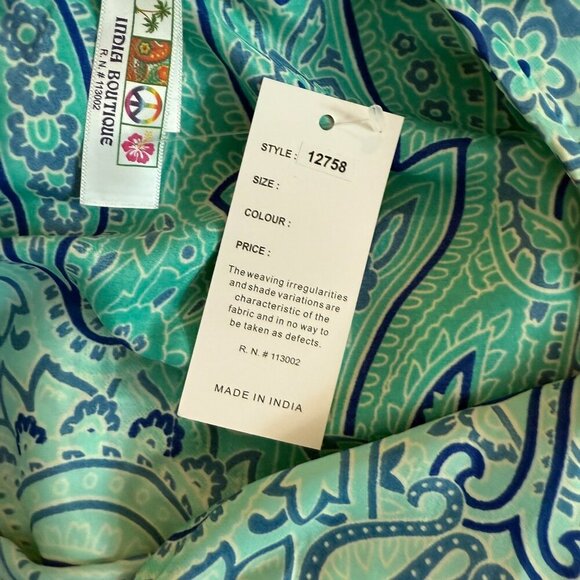 INDIA BOUTIQUE
R. N. # 113002
STYLE : 12758
SIZE :
COLOUR :
PRICE :
The weaving irregularities
and shade variations are
characteristic of the
fabric and in no way to
be taken as defects.
R. N. # 113002
MADE IN INDIA